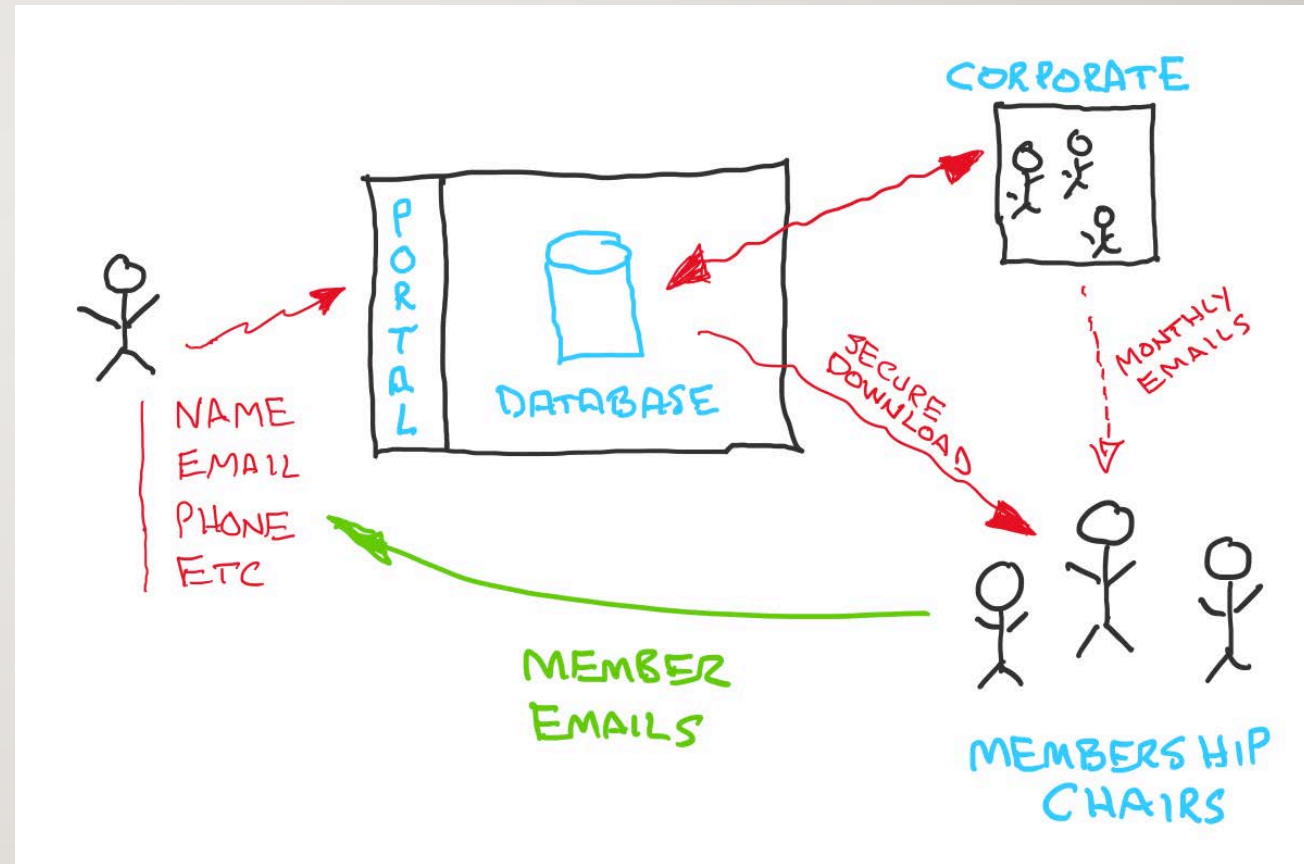 CORPORATE
PORTAL
DATABASE
NAME
EMAIL
PHONE
ETC
SECURE
DOWNLOAD
MONTHLY
EMAILS
MEMBER
EMAILS
MEMBERSHIP
CHAIRS